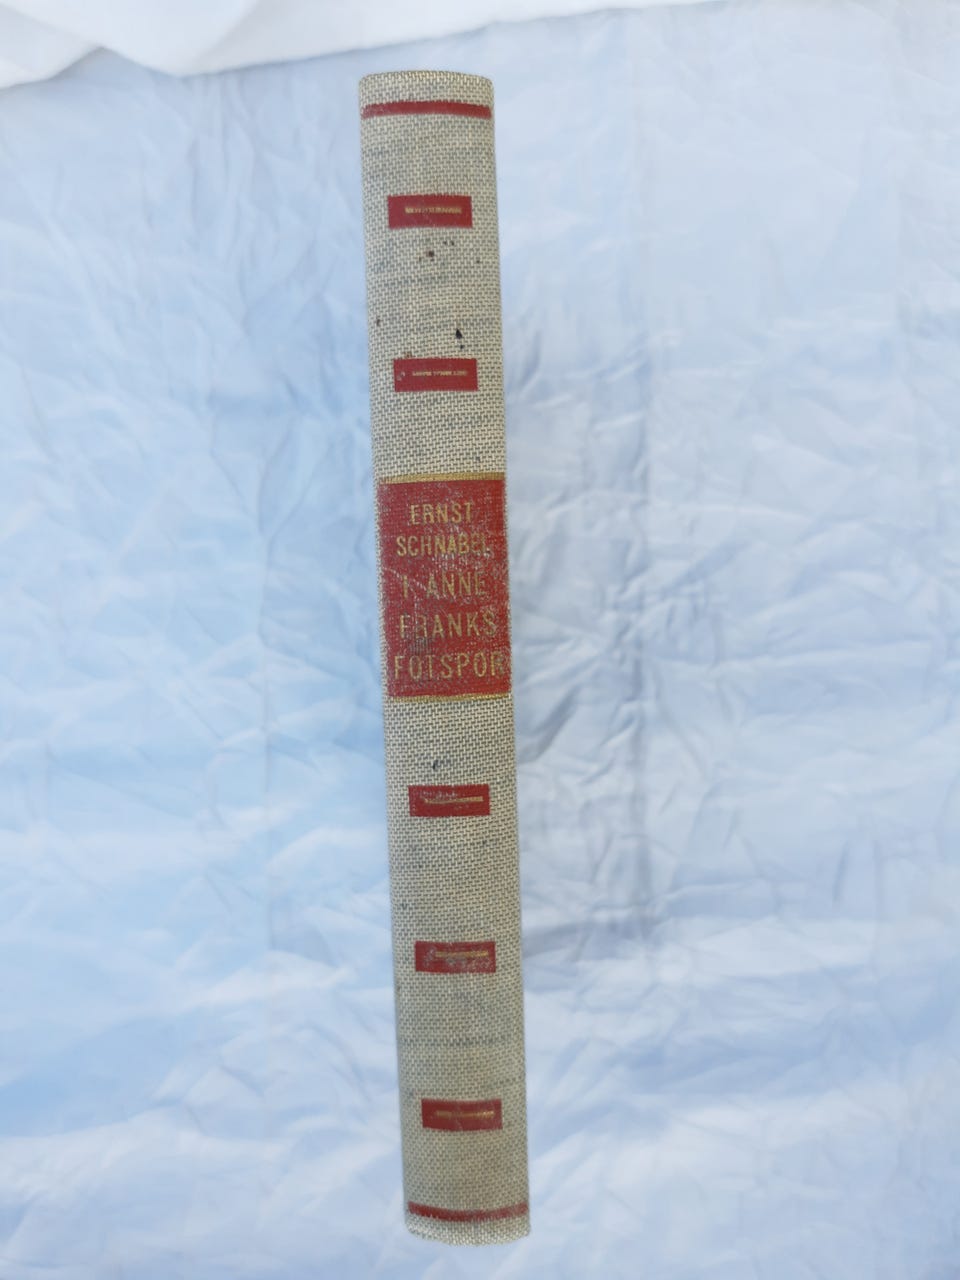 ERNST
SCHNABEL
I ANNE
FRANKS
FOTSPOR